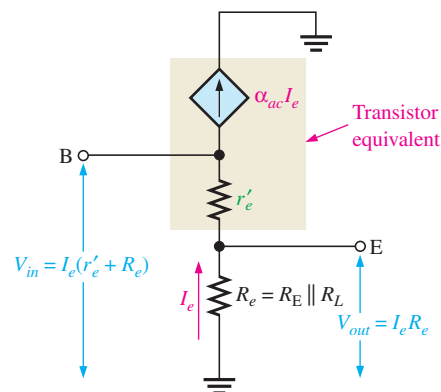 α_ac I_e
Transistor
equivalent
B
r′_e
V_in = I_e(r′_e + R_e)
E
I_e
R_e = R_E ∥ R_L
V_out = I_e R_e